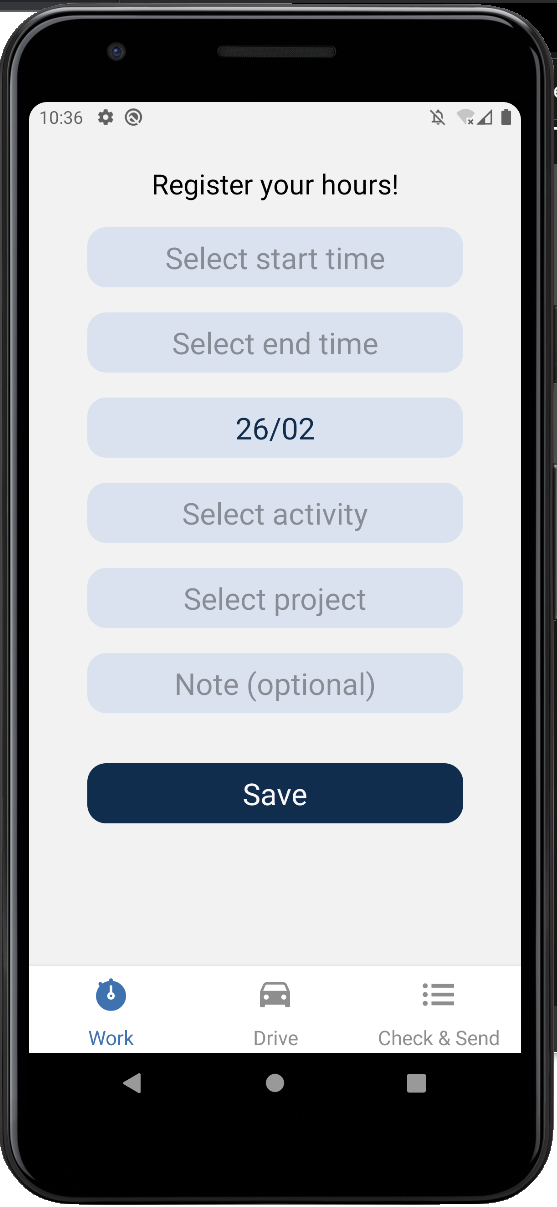 10:36
Register your hours!
Select start time
Select end time
26/02
Select activity
Select project
Note (optional)
Save
Work
Drive
Check & Send